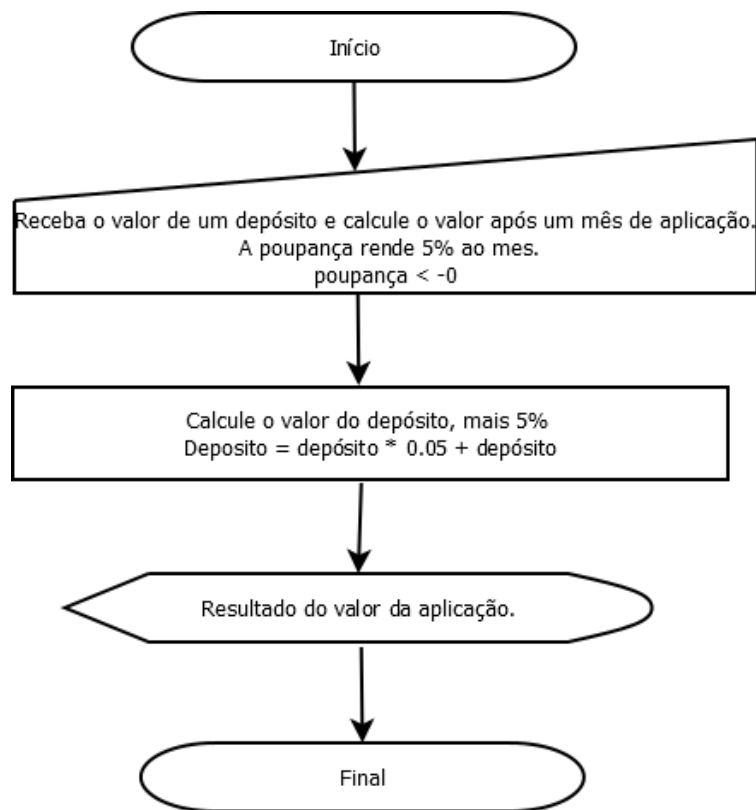 Início
Receba o valor de um depósito e calcule o valor após um mês de aplicação.
A poupança rende 5% ao mes.
poupança < -0
Calcule o valor do depósito, mais 5%
Deposito = depósito * 0.05 + depósito
Resultado do valor da aplicação.
Final